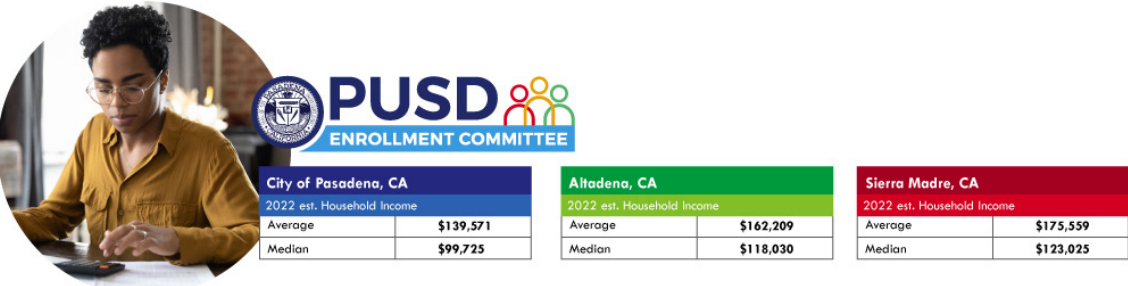 PASADENA
CALIFORNIA
PUSD
ENROLLMENT COMMITTEE
City of Pasadena, CA
2022 est. Household Income
Average $139,571
Median $99,725
Altadena, CA
2022 est. Household Income
Average $162,209
Median $118,030
Sierra Madre, CA
2022 est. Household Income
Average $175,559
Median $123,025